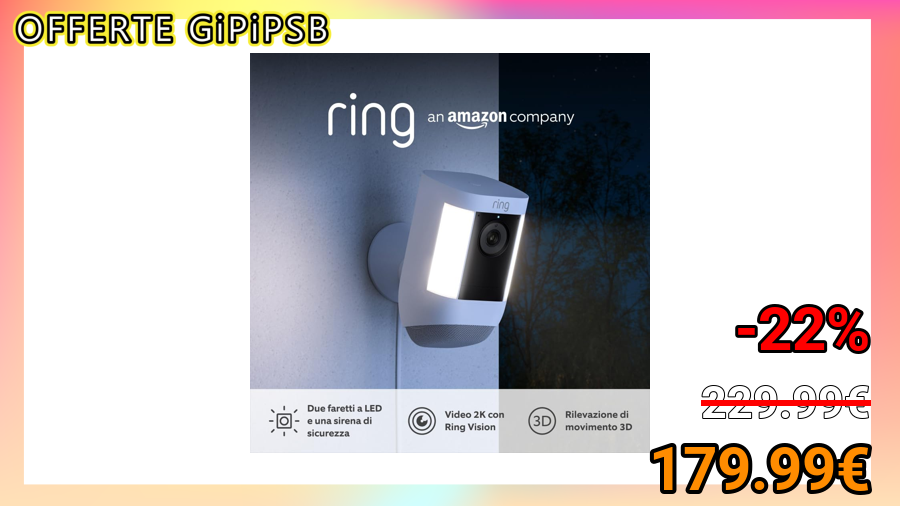 OFFERTE GiPiPSB
ring an amazon company
ring
Due faretti a LED
e una sirena di
sicurezza
Video 2K con
Ring Vision
3D
Rilevazione di
movimento 3D
-22%
229.99€
179.99€